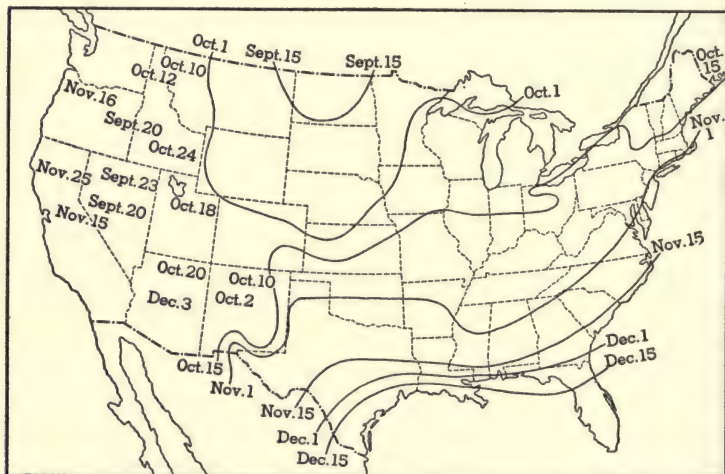 Oct.1
Sept.15
Sept.15
Oct.
15
Oct.10
Oct.12
Oct.1
Nov.16
Nov.
1
Sept.20
Oct.24
Nov.25
Sept.23
Oct.18
Sept.20
Nov.15
Nov.15
Oct.20
Oct.10
Dec.3
Oct.2
Dec.1
Dec.15
Oct.15
Nov.1
Nov.15
Dec.1
Dec.15